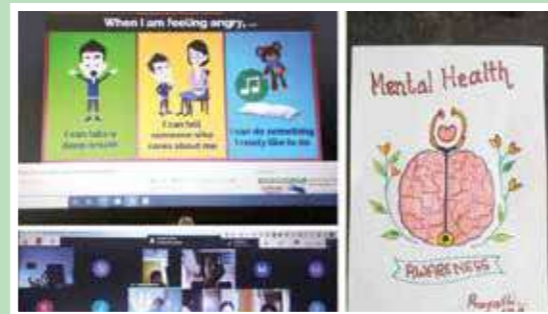 When I am feeling angry, ...
I can take a
deep breath
I can tell
someone who
cares about me
I can do something
I really like to do
Mental Health
AWARENESS